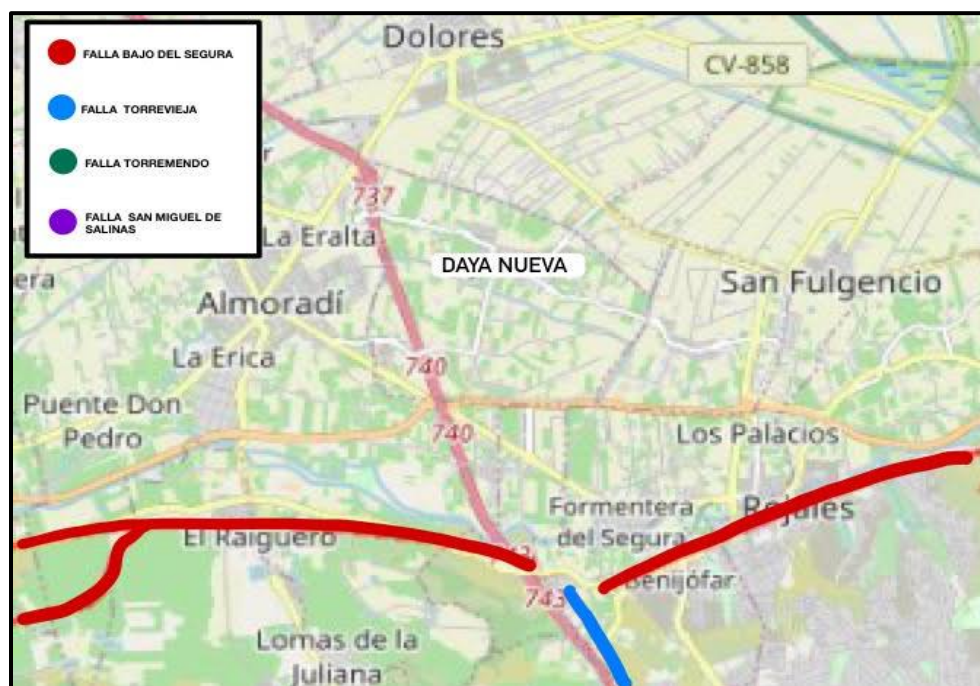 FALLA BAJO DEL SEGURA
FALLA TORREVIEJA
FALLA TORREMENDO
FALLA SAN MIGUEL DE
SALINAS
Dolores
CV-858
737
La Eralta
DAYA NUEVA
San Fulgencio
era
Almoradí
La Erica
740
Puente Don
Pedro
740
Los Palacios
Formentera
del Segura
Rojales
El Raiguero
743
Benijófar
Lomas de la
Juliana